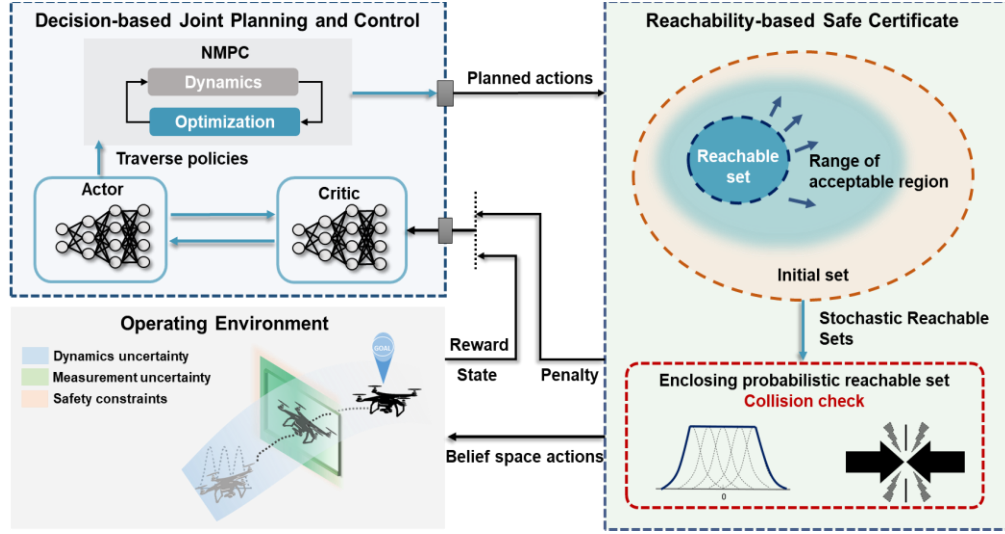 Decision-based Joint Planning and Control
NMPC
Dynamics
Optimization
Traverse policies
Actor
Critic
Planned actions
Reachability-based Safe Certificate
Reachable
set
Range of
acceptable region
Initial set
Stochastic Reachable
Sets
Operating Environment
Dynamics uncertainty
Measurement uncertainty
Safety constraints
GOAL
Reward
State
Penalty
Belief space actions
Enclosing probabilistic reachable set
Collision check
0